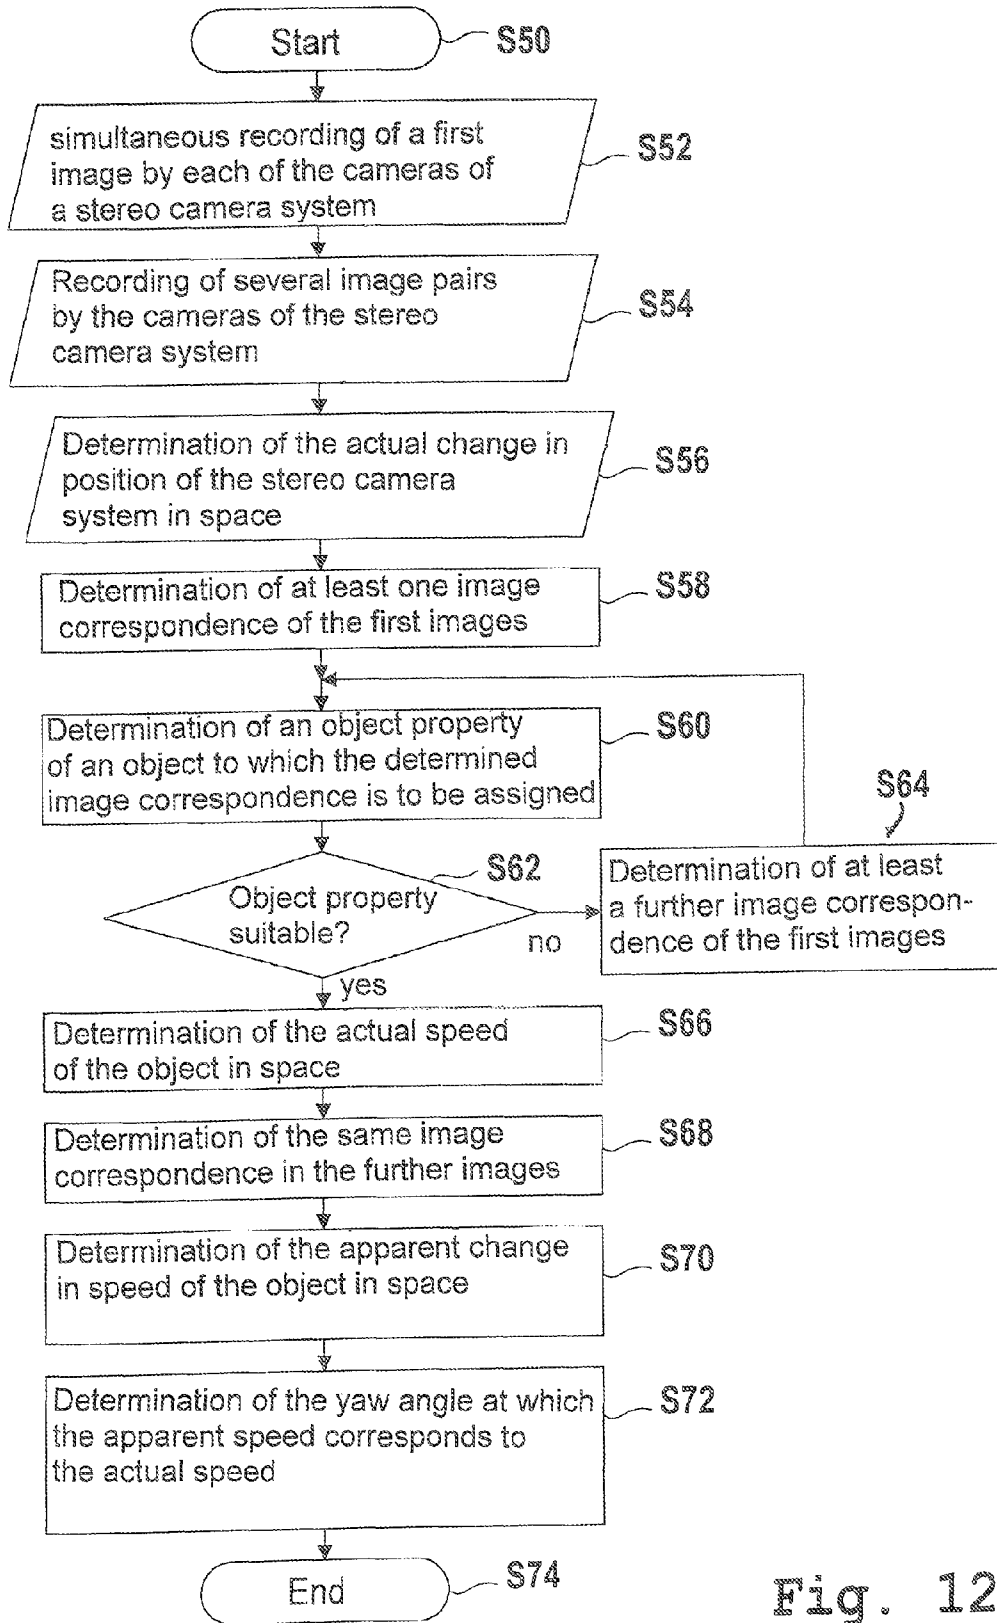 Start
S50
simultaneous recording of a first
image by each of the cameras of
a stereo camera system
S52
Recording of several image pairs
by the cameras of the stereo
camera system
S54
Determination of the actual change in
position of the stereo camera
system in space
S56
Determination of at least one image
correspondence of the first images
S58
Determination of an object property
of an object to which the determined
image correspondence is to be assigned
S60
Object property
suitable?
S62
no
Determination of at least
a further image correspon-
dence of the first images
S64
yes
Determination of the actual speed
of the object in space
S66
Determination of the same image
correspondence in the further images
S68
Determination of the apparent change
in speed of the object in space
S70
Determination of the yaw angle at which
the apparent speed corresponds to
the actual speed
S72
End
S74
Fig. 12